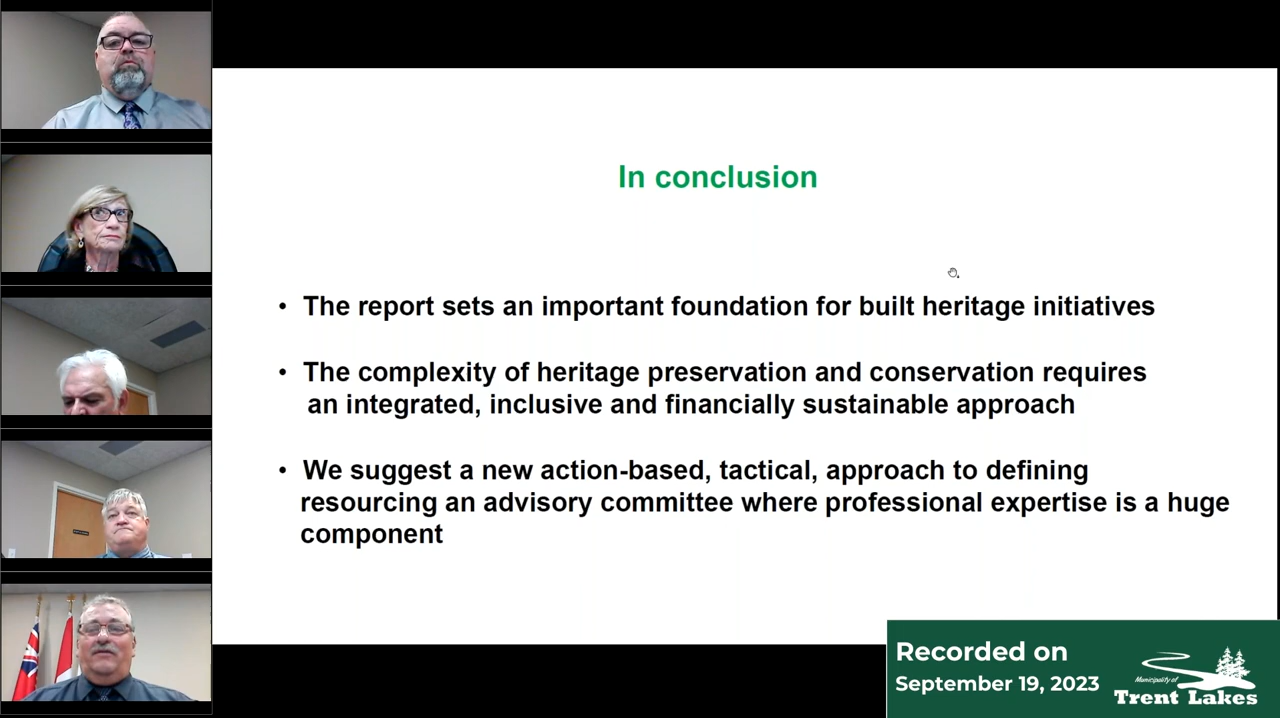 In conclusion
• The report sets an important foundation for built heritage initiatives
• The complexity of heritage preservation and conservation requires
an integrated, inclusive and financially sustainable approach
• We suggest a new action-based, tactical, approach to defining
resourcing an advisory committee where professional expertise is a huge
component
Recorded on
September 19, 2023
Municipality of
Trent Lakes